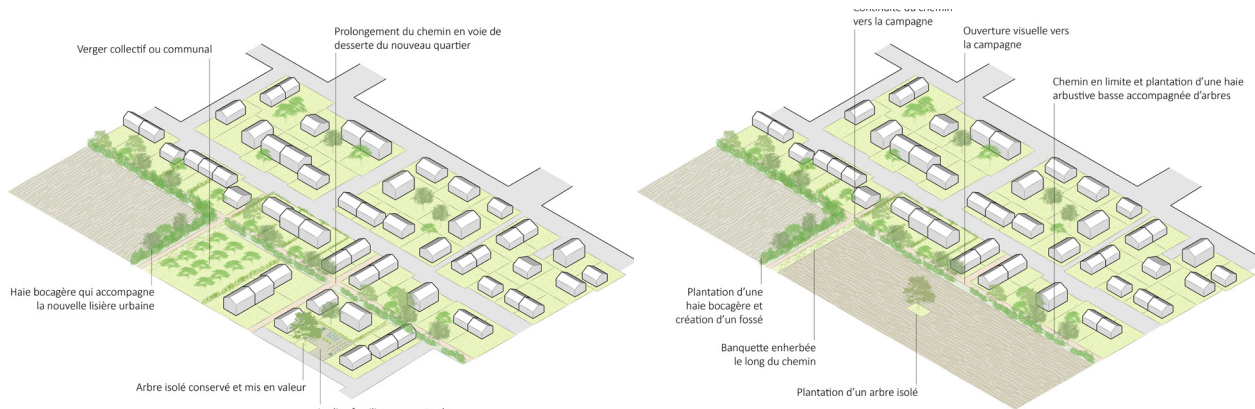 Verger collectif ou communal
Prolongement du chemin en voie de
desserte du nouveau quartier
Haie bocagère qui accompagne
la nouvelle lisière urbaine
Arbre isolé conservé et mis en valeur
Continuité du chemin
vers la campagne
Ouverture visuelle vers
la campagne
Chemin en limite et plantation d'une haie
arbustive basse accompagnée d'arbres
Plantation d'une
haie bocagère et
création d'un fossé
Banquette enherbée
le long du chemin
Plantation d'un arbre isolé